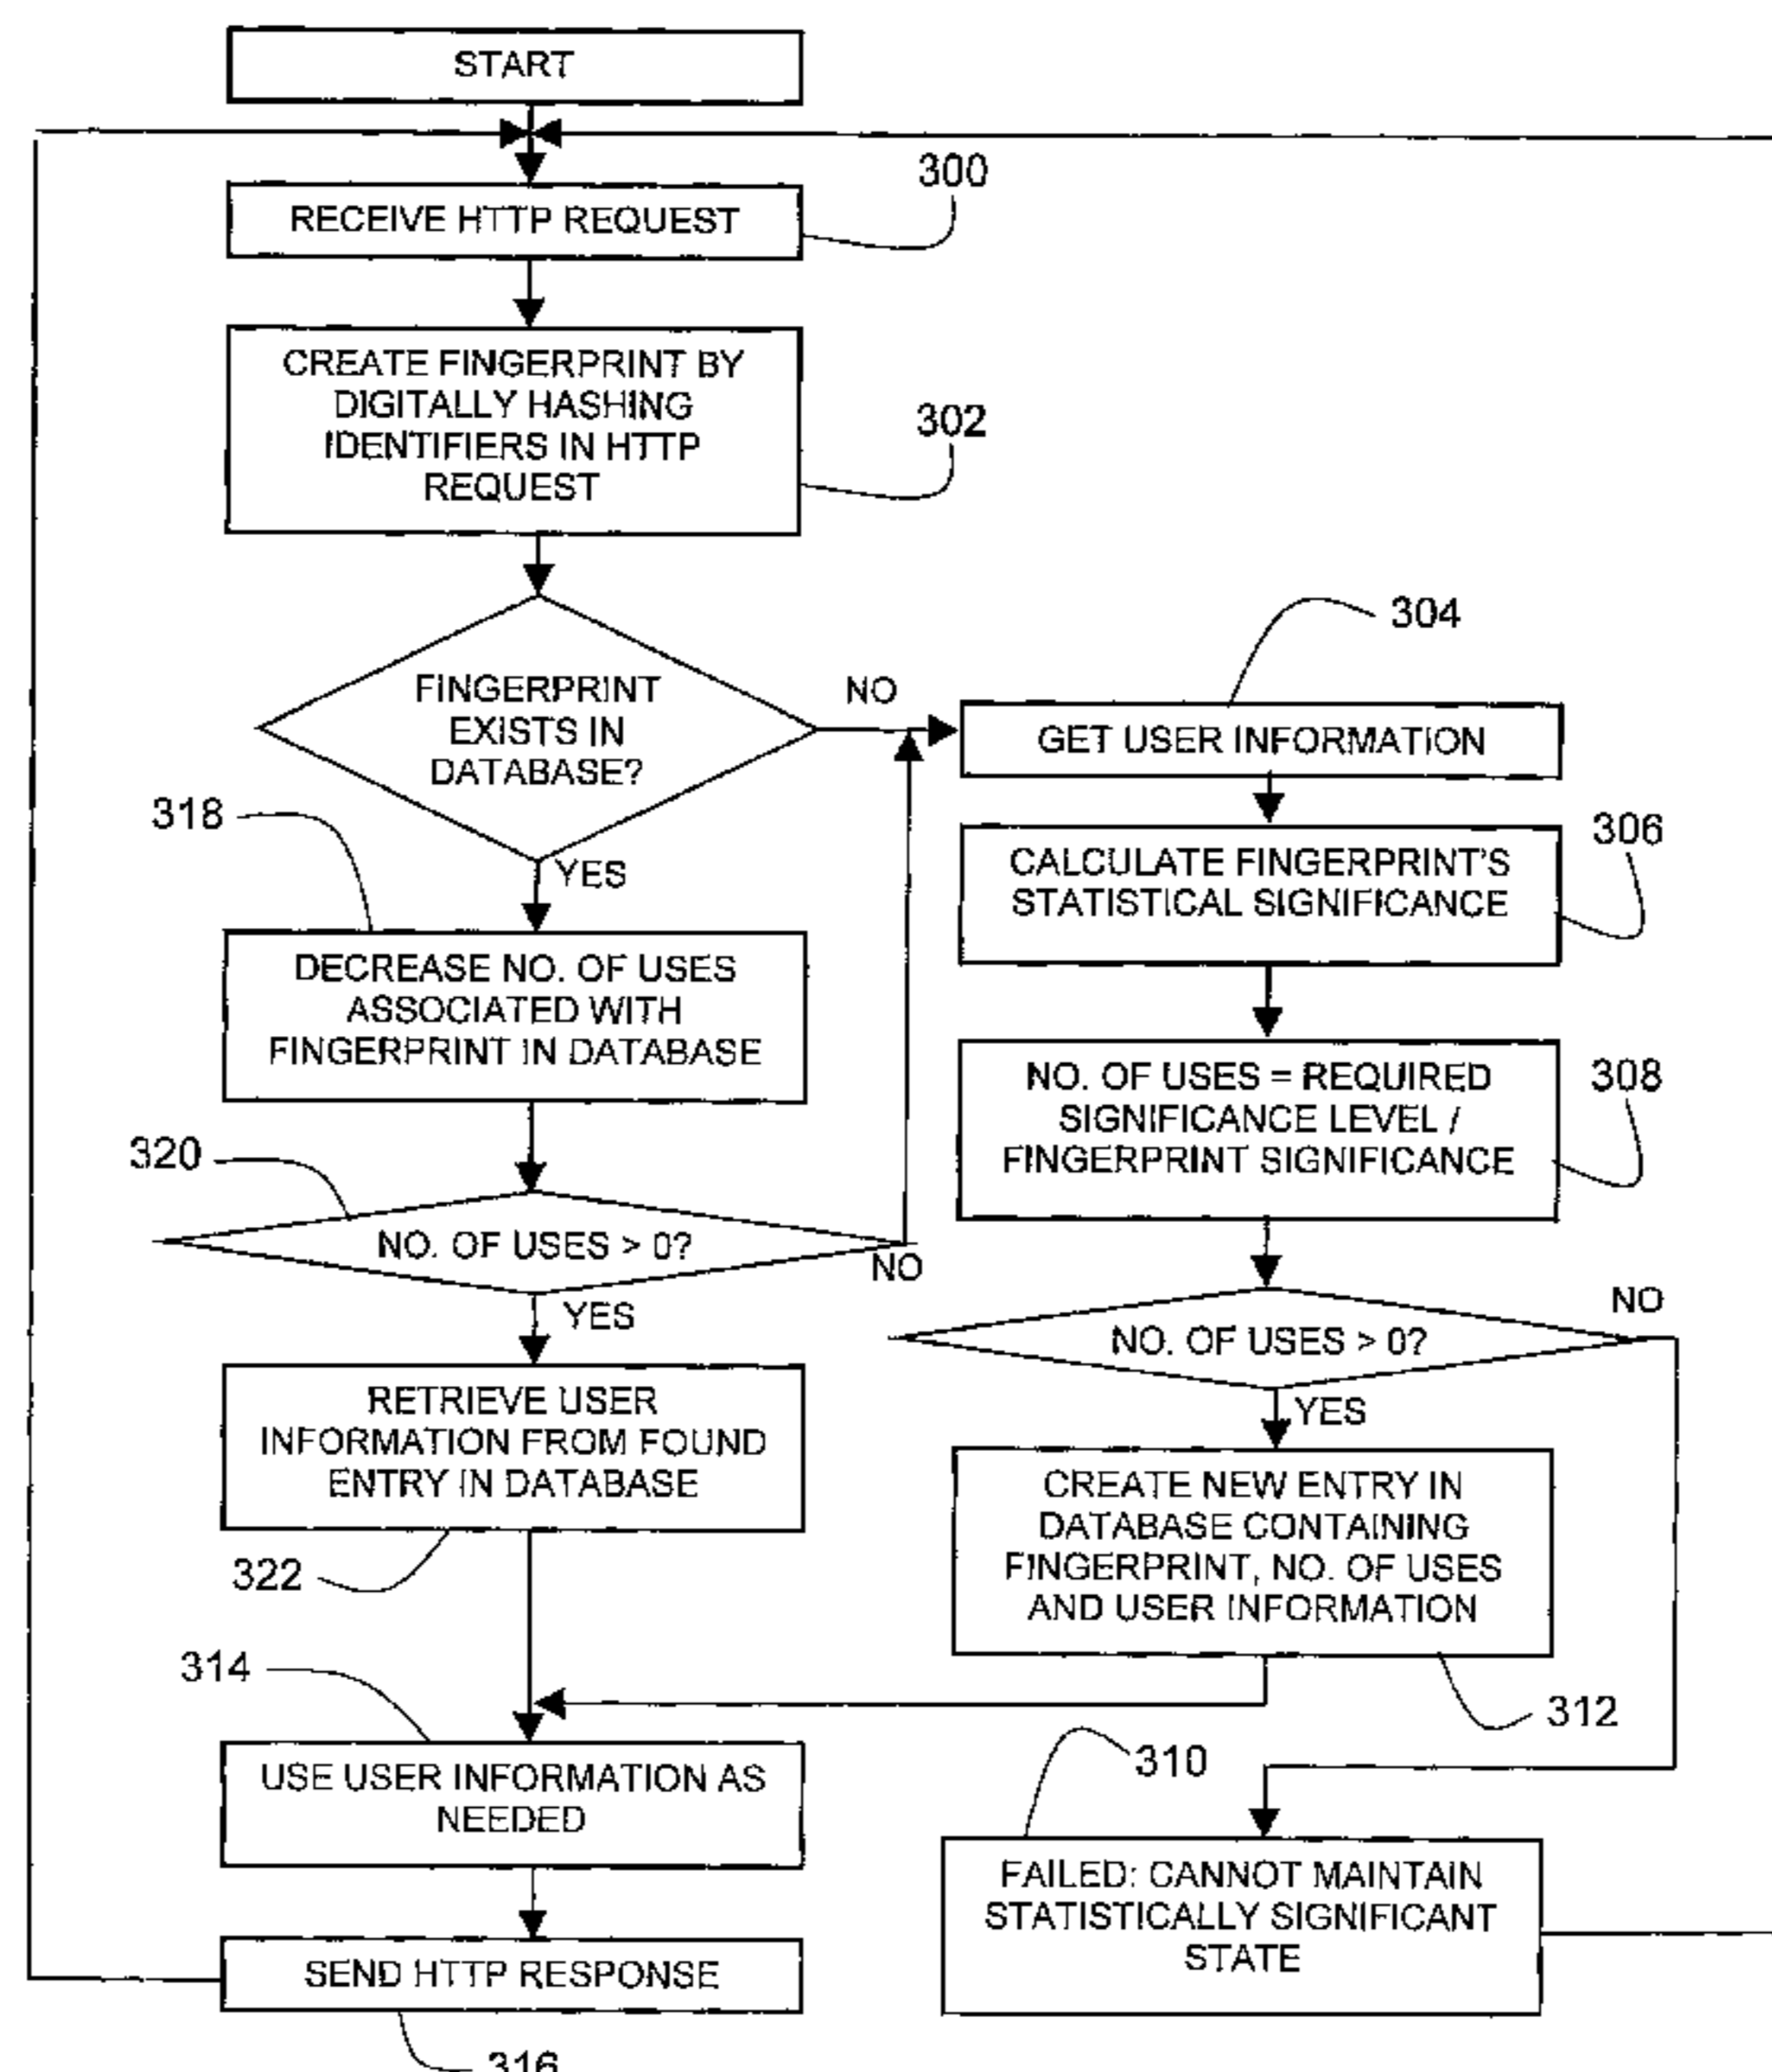 START
300
RECEIVE HTTP REQUEST
CREATE FINGERPRINT BY
DIGITALLY HASHING
IDENTIFIERS IN HTTP
REQUEST
302
304
FINGERPRINT
EXISTS IN
DATABASE?
NO
GET USER INFORMATION
318
YES
306
CALCULATE FINGERPRINT'S
STATISTICAL SIGNIFICANCE
DECREASE NO. OF USES
ASSOCIATED WITH
FINGERPRINT IN DATABASE
308
NO. OF USES = REQUIRED
SIGNIFICANCE LEVEL /
FINGERPRINT SIGNIFICANCE
320
NO. OF USES > 0?
NO
YES
NO
NO. OF USES > 0?
YES
RETRIEVE USER
INFORMATION FROM FOUND
ENTRY IN DATABASE
322
CREATE NEW ENTRY IN
DATABASE CONTAINING
FINGERPRINT, NO. OF USES
AND USER INFORMATION
312
314
310
USE USER INFORMATION AS
NEEDED
FAILED: CANNOT MAINTAIN
STATISTICALLY SIGNIFICANT
STATE
SEND HTTP RESPONSE
316